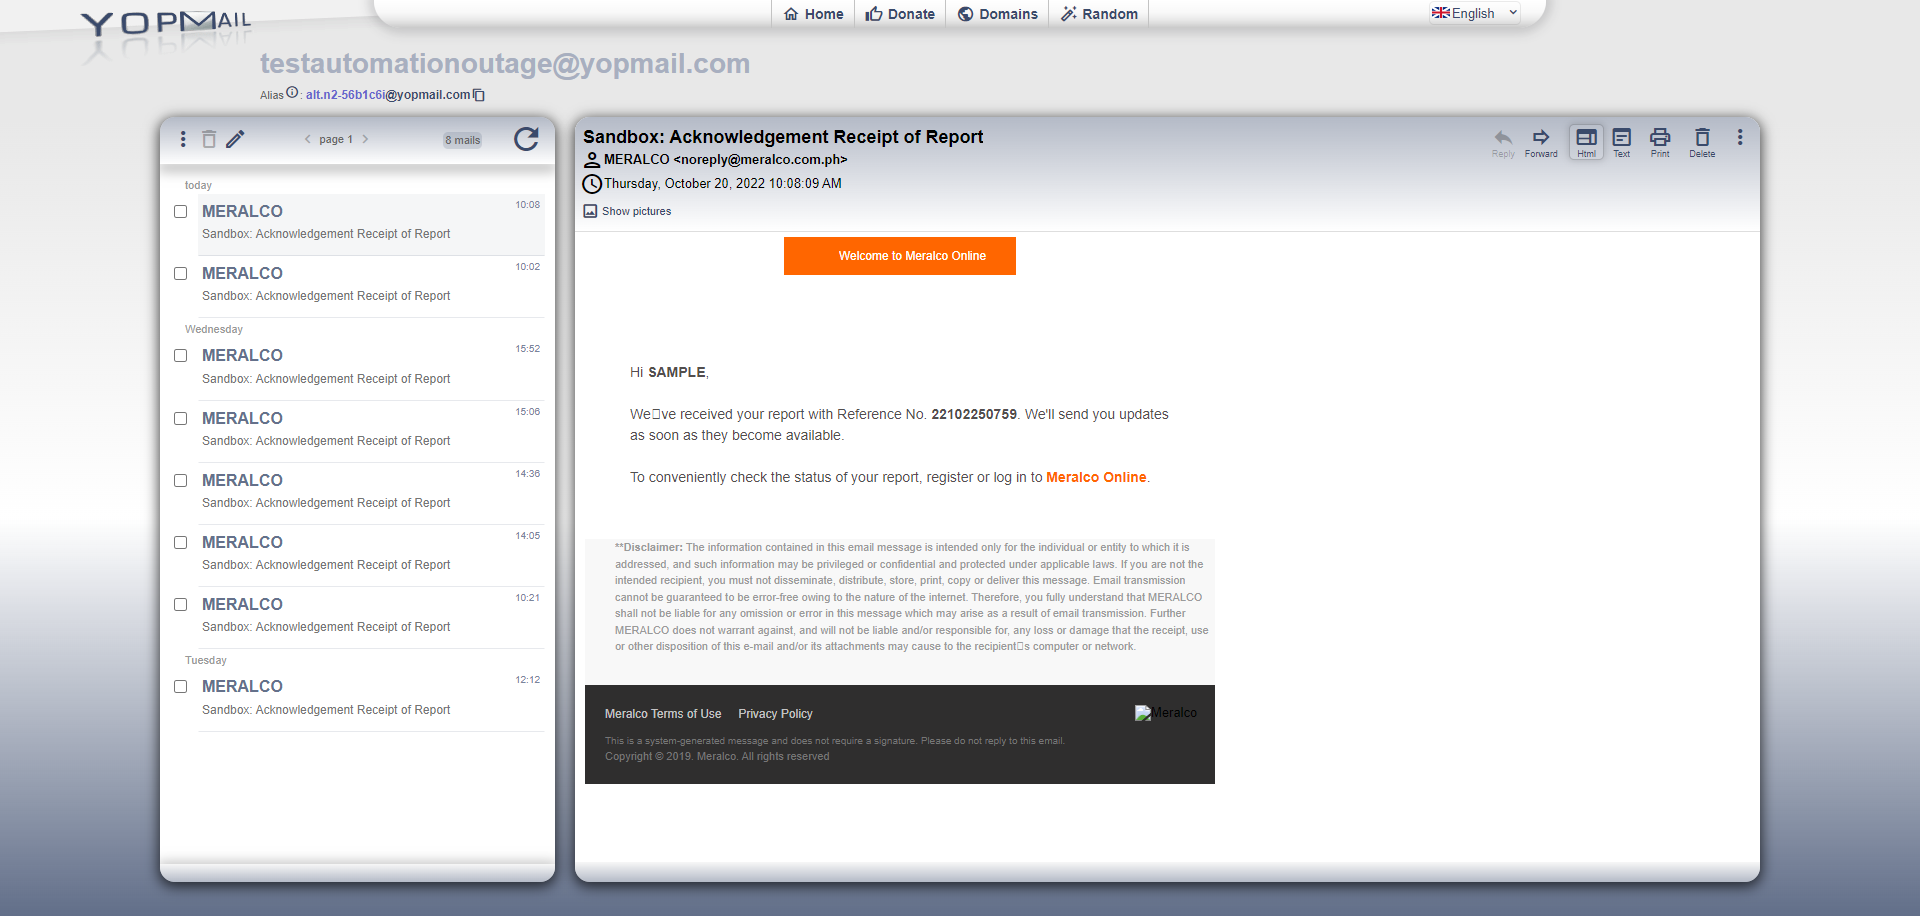 YOPMAIL
Home
Donate
Domains
Random
English
testautomationoutage@yopmail.com
Alias : alt.n2-56b1c6i@yopmail.com
page 1
8 mails
today
MERALCO 10:08
Sandbox: Acknowledgement Receipt of Report
MERALCO 10:02
Sandbox: Acknowledgement Receipt of Report
Wednesday
MERALCO 15:52
Sandbox: Acknowledgement Receipt of Report
MERALCO 15:06
Sandbox: Acknowledgement Receipt of Report
MERALCO 14:36
Sandbox: Acknowledgement Receipt of Report
MERALCO 14:05
Sandbox: Acknowledgement Receipt of Report
MERALCO 10:21
Sandbox: Acknowledgement Receipt of Report
Tuesday
MERALCO 12:12
Sandbox: Acknowledgement Receipt of Report
Sandbox: Acknowledgement Receipt of Report
MERALCO <noreply@meralco.com.ph>
Thursday, October 20, 2022 10:08:09 AM
Show pictures
Reply
Forward
Html
Text
Print
Delete
Welcome to Meralco Online
Hi SAMPLE,
We▯ve received your report with Reference No. 22102250759. We'll send you updates
as soon as they become available.
To conveniently check the status of your report, register or log in to Meralco Online.
**Disclaimer: The information contained in this email message is intended only for the individual or entity to which it is
addressed, and such information may be privileged or confidential and protected under applicable laws. If you are not the
intended recipient, you must not disseminate, distribute, store, print, copy or deliver this message. Email transmission
cannot be guaranteed to be error-free owing to the nature of the internet. Therefore, you fully understand that MERALCO
shall not be liable for any omission or error in this message which may arise as a result of email transmission. Further
MERALCO does not warrant against, and will not be liable and/or responsible for, any loss or damage that the receipt, use
or other disposition of this e-mail and/or its attachments may cause to the recipient▯s computer or network.
Meralco Terms of Use Privacy Policy
Meralco
This is a system-generated message and does not require a signature. Please do not reply to this email.
Copyright © 2019. Meralco. All rights reserved